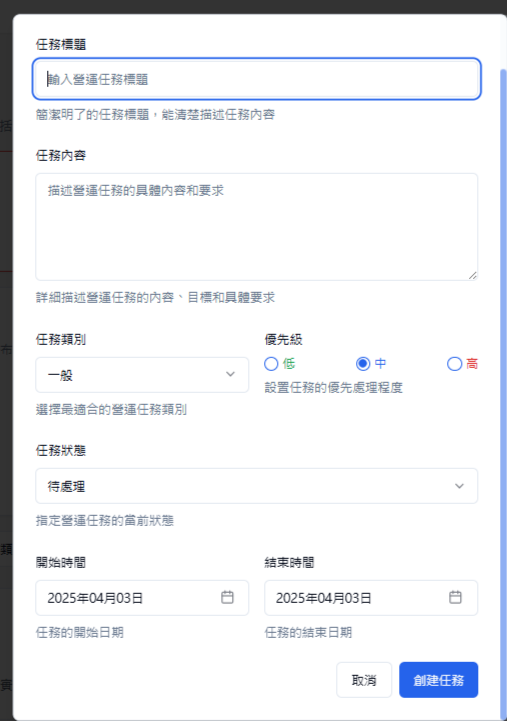 任務標題
輸入營運任務標題
簡潔明了的任務標題，能清楚描述任務內容
任務內容
描述營運任務的具體內容和要求
詳細描述營運任務的內容、目標和具體要求
任務類別
優先級
一般
低
中
高
設置任務的優先處理程度
選擇最適合的營運任務類別
任務狀態
待處理
指定營運任務的當前狀態
開始時間
結束時間
2025年04月03日
2025年04月03日
任務的開始日期
任務的結束日期
取消
創建任務